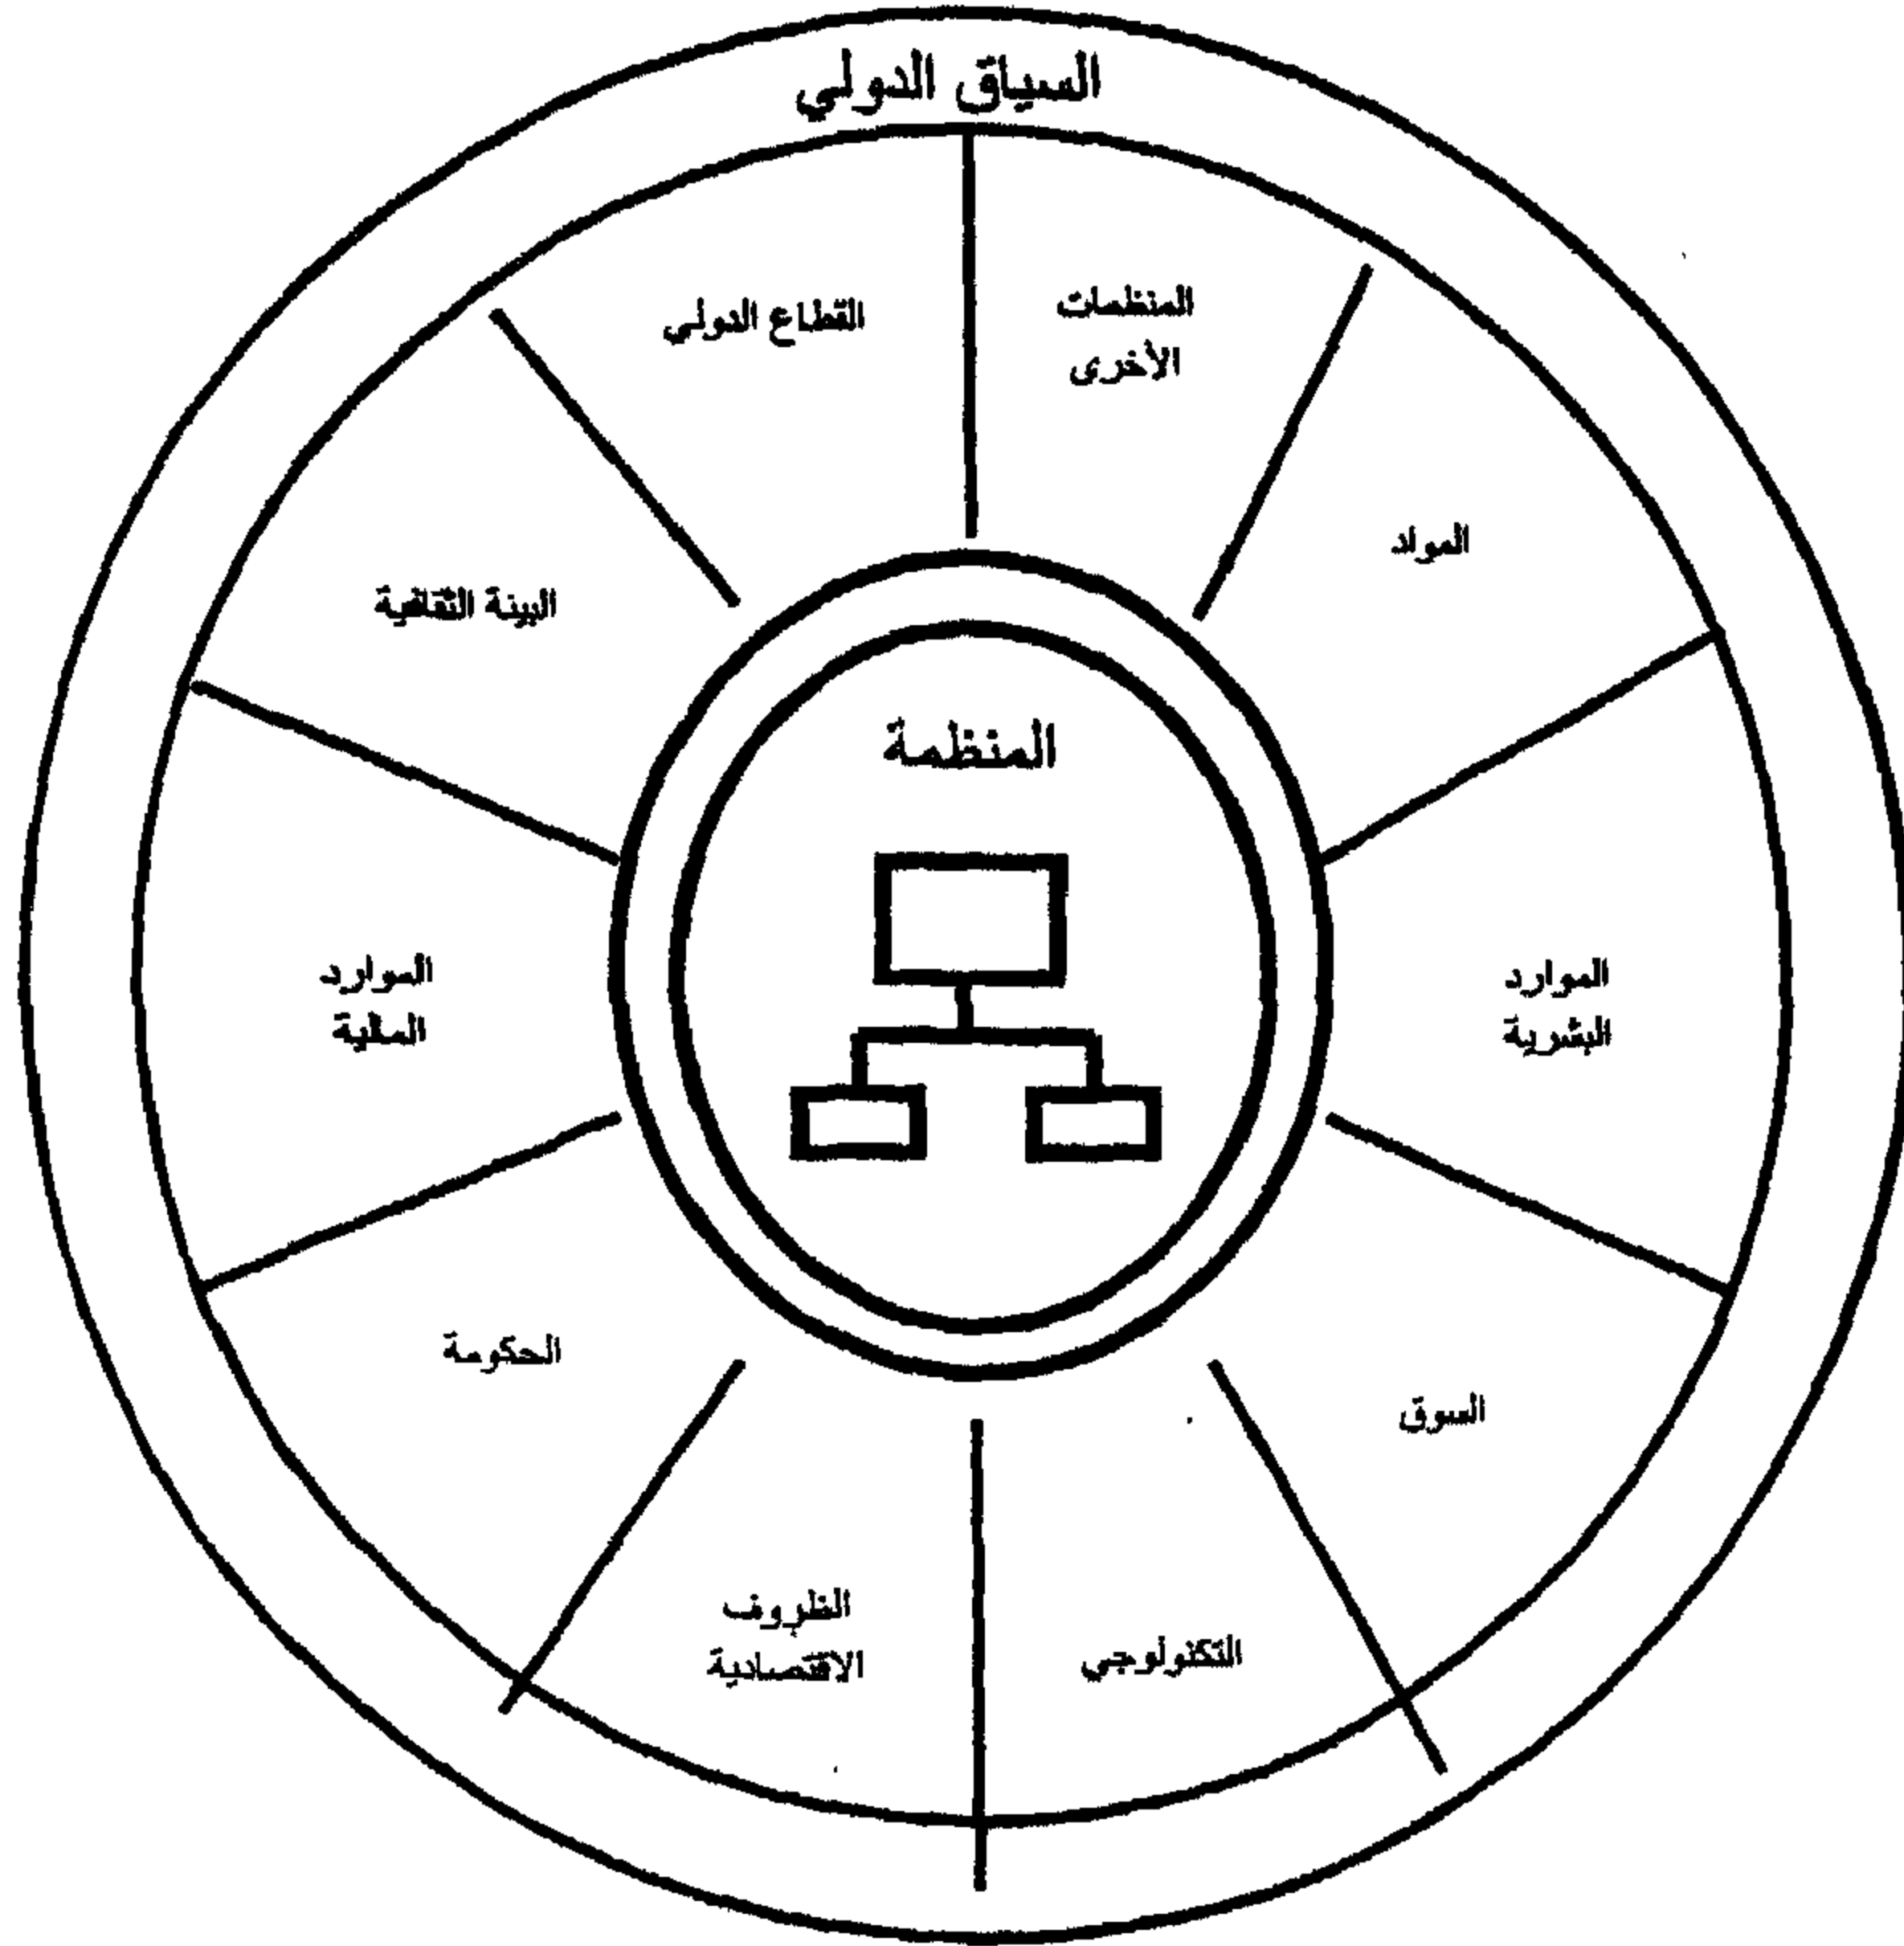 السياق الدولي
المنظمات
الأخرى
القطاع الدولي
المواد
البيئة الثقافية
المنظمة
الموارد
البشرية
الموارد
المالية
الحكومة
السوق
الظروف
الاقتصادية
التكنولوجي